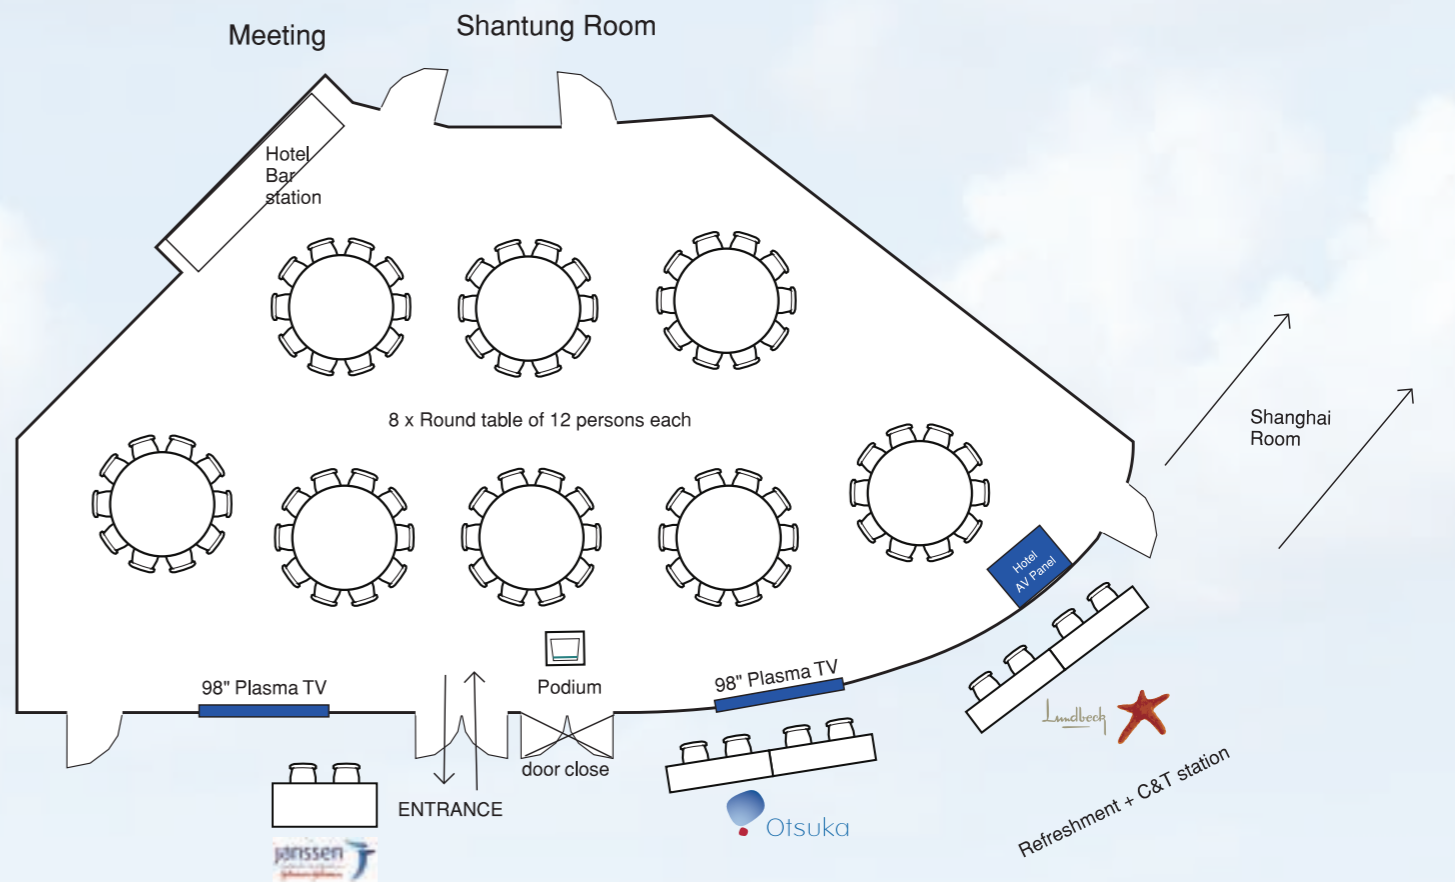 Meeting
Shantung Room
Hotel
Bar
station
8 x Round table of 12 persons each
Shanghai
Room
Hotel
AV Panel
98" Plasma TV
Podium
98" Plasma TV
door close
ENTRANCE
Lundbeck
Otsuka
Refreshment + C&T station
janssen